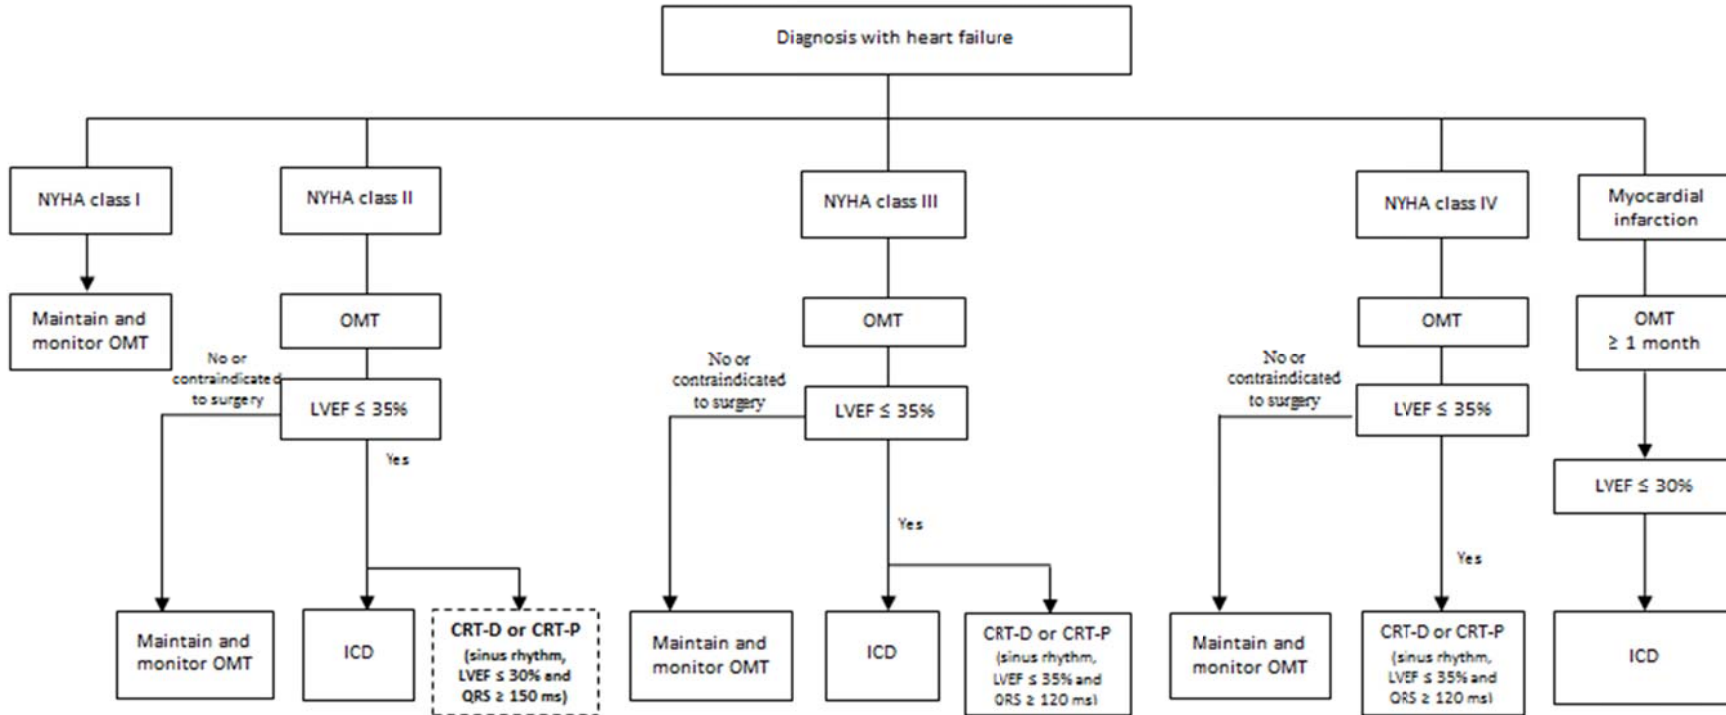 Diagnosis with heart failure
NYHA class I
NYHA class II
NYHA class III
NYHA class IV
Myocardial
infarction
Maintain and
monitor OMT
OMT
OMT
OMT
OMT
≥ 1 month
No or
contraindicated
to surgery
LVEF ≤ 35%
No or
contraindicated
to surgery
LVEF ≤ 35%
No or
contraindicated
to surgery
LVEF ≤ 35%
Yes
LVEF ≤ 30%
Yes
Yes
Maintain and
monitor OMT
ICD
CRT-D or CRT-P
(sinus rhythm,
LVEF ≤ 30% and
QRS ≥ 150 ms)
Maintain and
monitor OMT
ICD
CRT-D or CRT-P
(sinus rhythm,
LVEF ≤ 35% and
QRS ≥ 120 ms)
Maintain and
monitor OMT
CRT-D or CRT-P
(sinus rhythm,
LVEF ≤ 35% and
QRS ≥ 120 ms)
ICD